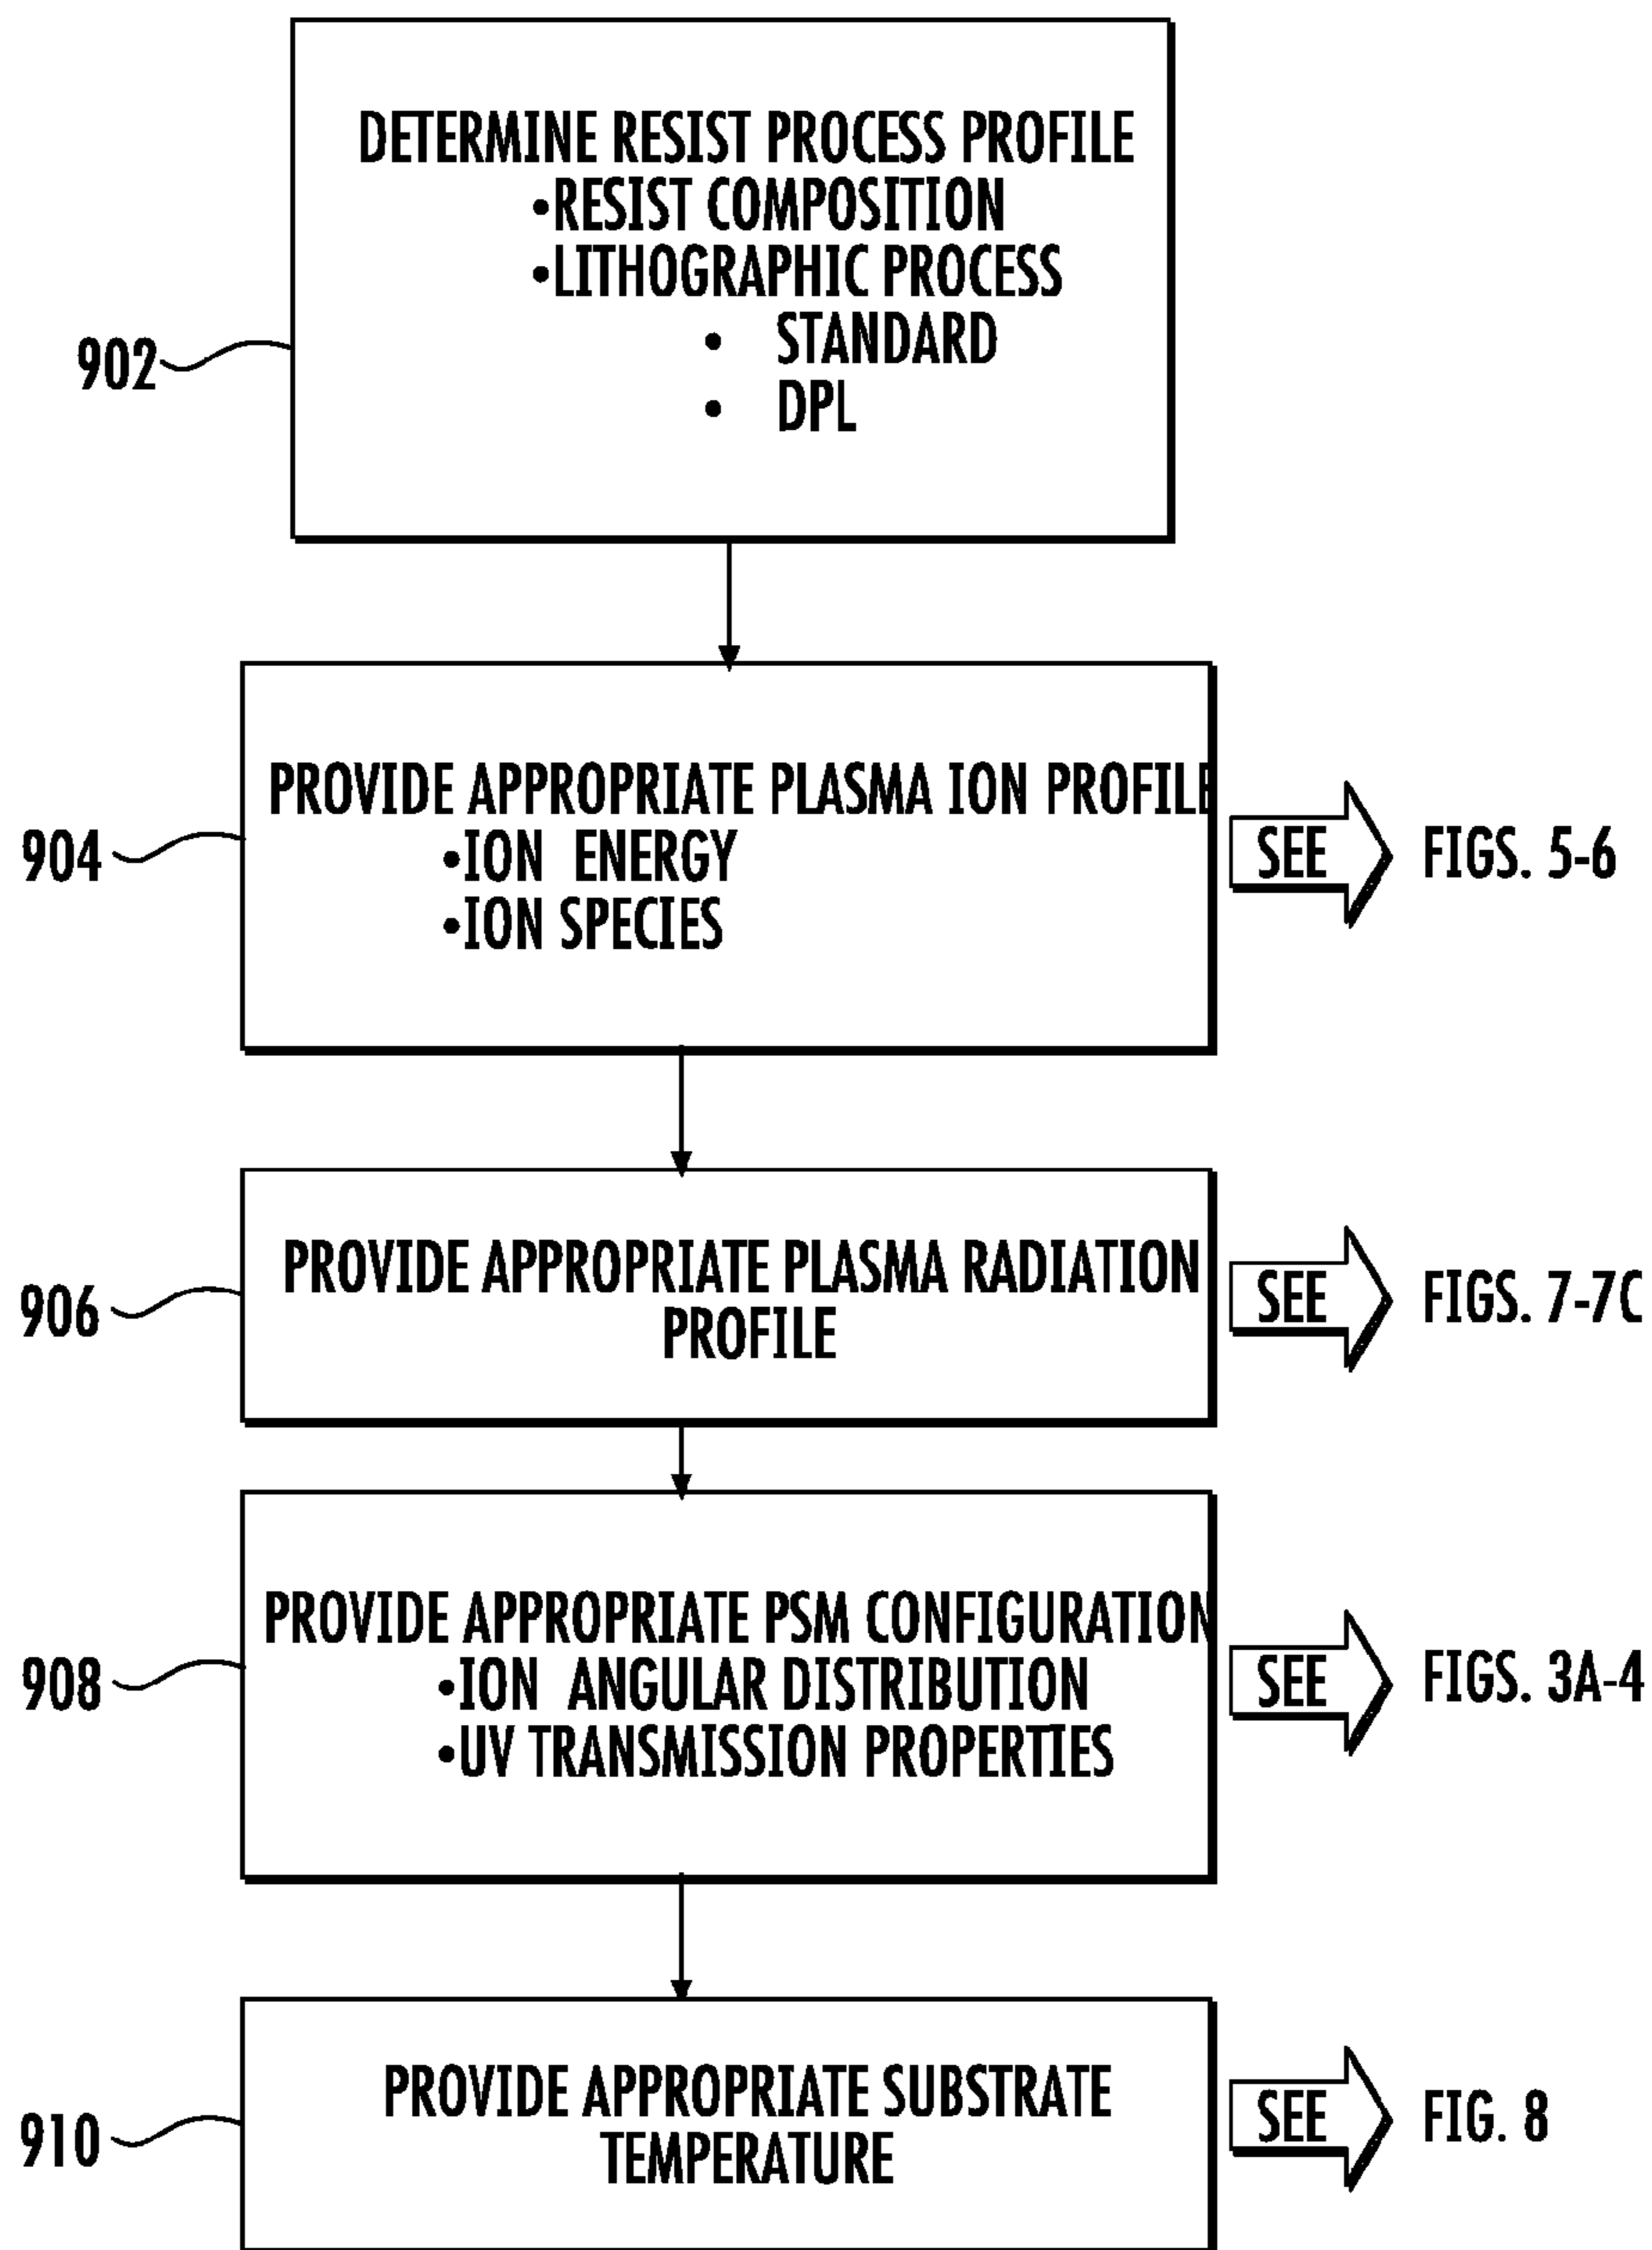 DETERMINE RESIST PROCESS PROFILE
•RESIST COMPOSITION
•LITHOGRAPHIC PROCESS
• STANDARD
• DPL
902
PROVIDE APPROPRIATE PLASMA ION PROFILE
•ION ENERGY
•ION SPECIES
904
SEE
FIGS. 5-6
PROVIDE APPROPRIATE PLASMA RADIATION
PROFILE
906
SEE
FIGS. 7-7C
PROVIDE APPROPRIATE PSM CONFIGURATION
•ION ANGULAR DISTRIBUTION
•UV TRANSMISSION PROPERTIES
908
SEE
FIGS. 3A-4
PROVIDE APPROPRIATE SUBSTRATE
TEMPERATURE
910
SEE
FIG. 8